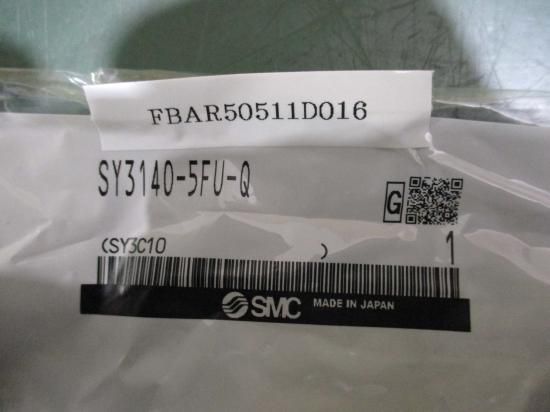 FBAR50511D016
SY3140-5FU-Q
G
(SY3C10 ) 1
SMC MADE IN JAPAN